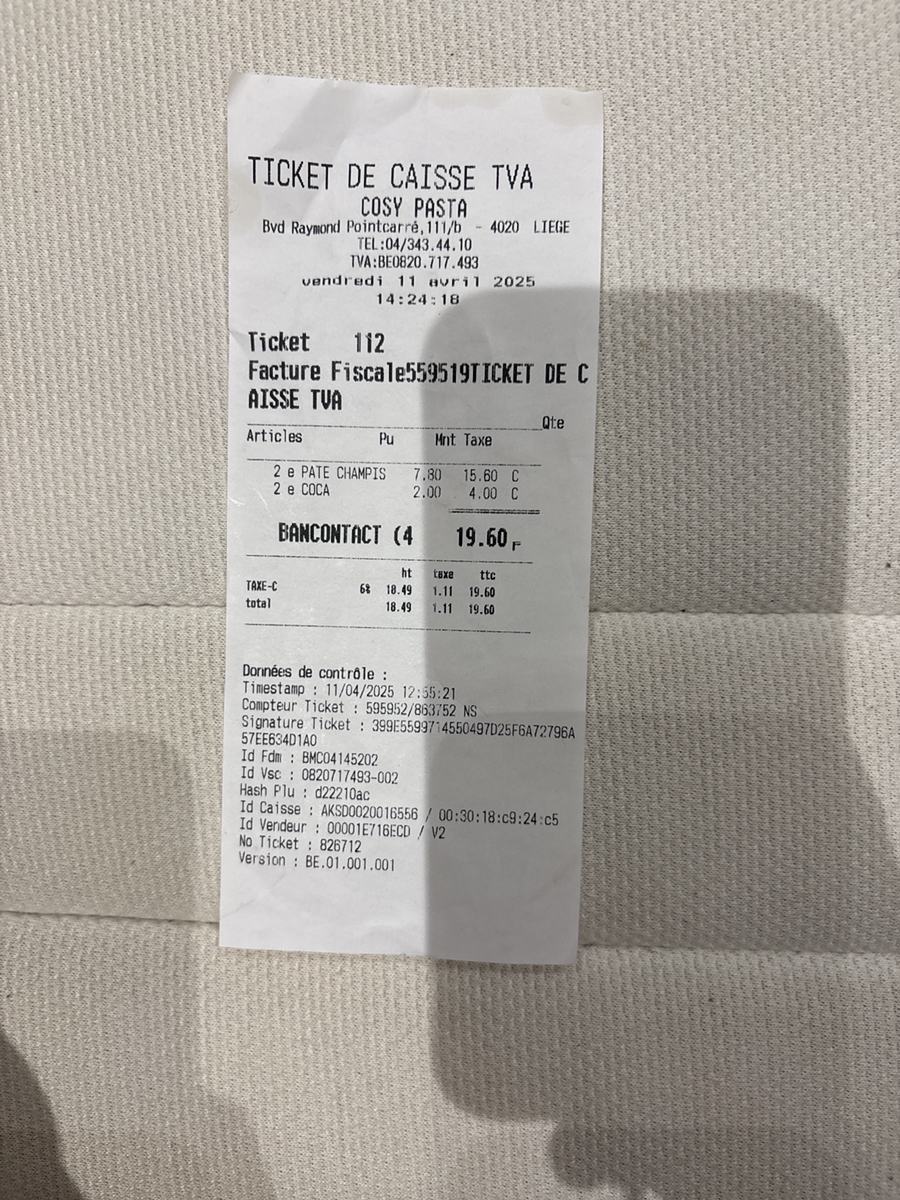 TICKET DE CAISSE TVA
COSY PASTA
Bvd Raymond Pointcarré,111/b - 4020 LIEGE
TEL:04/343.44.10
TVA:BE0820.717.493
vendredi 11 avril 2025
14:24:18
Ticket 112
Facture Fiscale559519TICKET DE C
AISSE TVA
Qte
Articles Pu Mnt Taxe
2 e PATE CHAMPIS 7.80 15.60 C
2 e COCA 2.00 4.00 C
BANCONTACT (4 19.60 F
ht taxe ttc
TAXE-C 6% 18.49 1.11 19.60
total 18.49 1.11 19.60
Données de contrôle :
Timestamp : 11/04/2025 12:55:21
Compteur Ticket : 595952/863752 NS
Signature Ticket : 399E5599714550497D25F6A72796A
57EE634D1A0
Id Fdm : BMC04145202
Id Vsc : 0820717493-002
Hash Plu : d22210ac
Id Caisse : AKSD0020016556 / 00:30:18:c9:24:c5
Id Vendeur : 00001E716ECD / V2
No Ticket : 826712
Version : BE.01.001.001